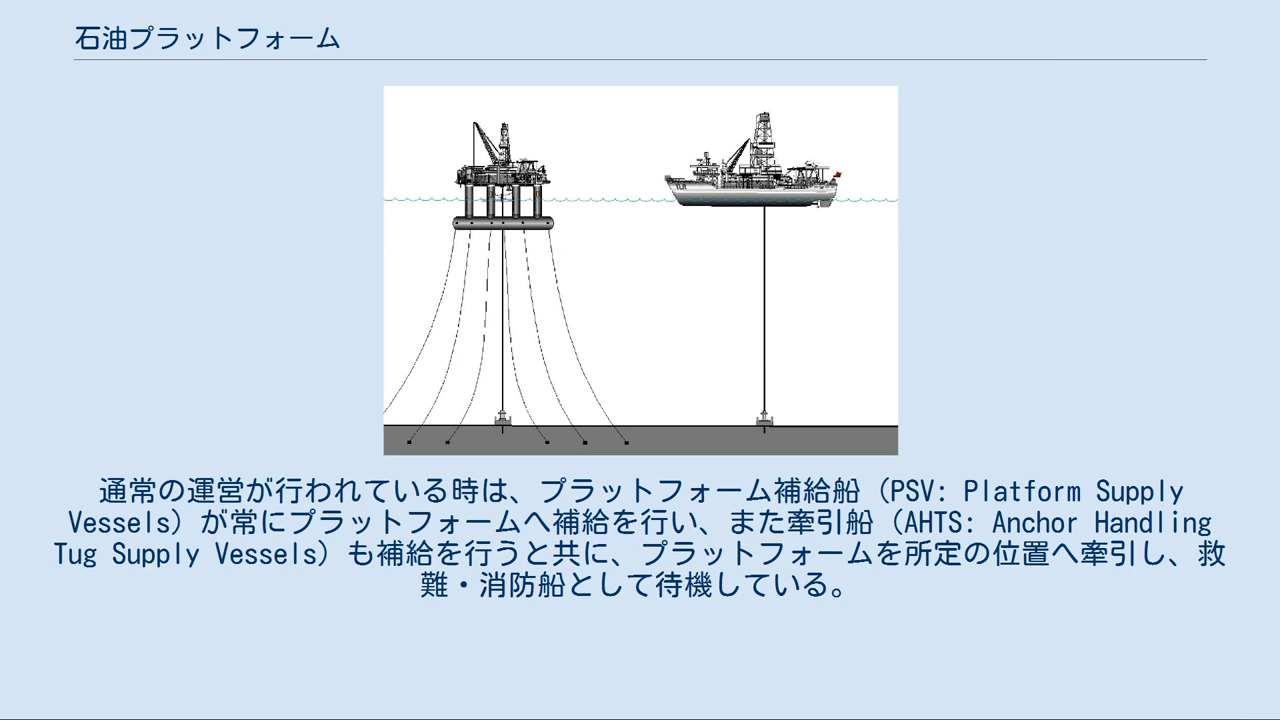 石油プラットフォーム
通常の運営が行われている時は、プラットフォーム補給船（PSV: Platform Supply
Vessels）が常にプラットフォームへ補給を行い、また牽引船（AHTS: Anchor Handling
Tug Supply Vessels）も補給を行うと共に、プラットフォームを所定の位置へ牽引し、救
難・消防船として待機している。